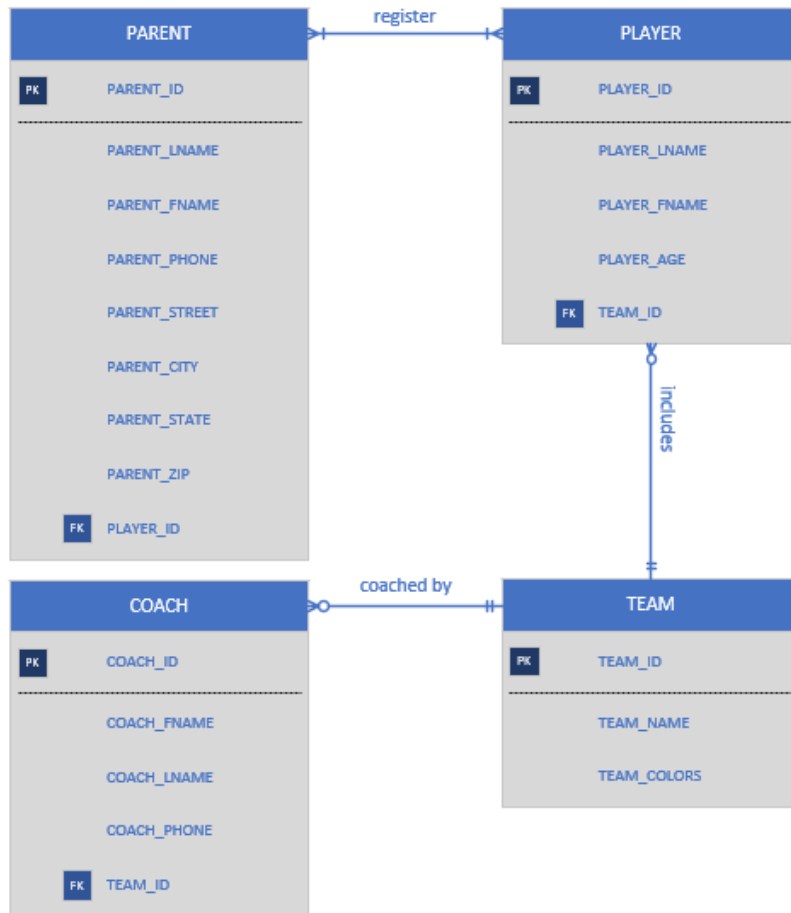 PARENT
PK PARENT_ID
PARENT_LNAME
PARENT_FNAME
PARENT_PHONE
PARENT_STREET
PARENT_CITY
PARENT_STATE
PARENT_ZIP
FK PLAYER_ID
register
PLAYER
PK PLAYER_ID
PLAYER_LNAME
PLAYER_FNAME
PLAYER_AGE
FK TEAM_ID
includes
COACH
PK COACH_ID
COACH_FNAME
COACH_LNAME
COACH_PHONE
FK TEAM_ID
coached by
TEAM
PK TEAM_ID
TEAM_NAME
TEAM_COLORS